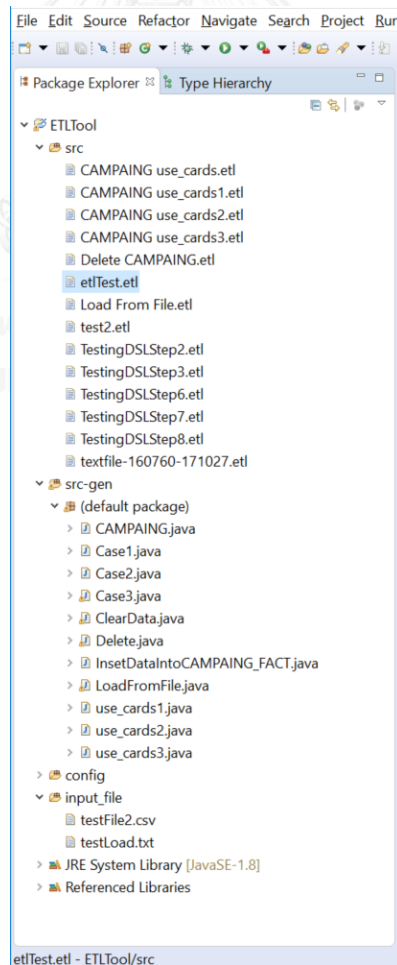 File Edit Source Refactor Navigate Search Project Run
Package Explorer Type Hierarchy
ETLTool
src
CAMPAING use_cards.etl
CAMPAING use_cards1.etl
CAMPAING use_cards2.etl
CAMPAING use_cards3.etl
Delete CAMPAING.etl
etlTest.etl
Load From File.etl
test2.etl
TestingDSLStep2.etl
TestingDSLStep3.etl
TestingDSLStep6.etl
TestingDSLStep7.etl
TestingDSLStep8.etl
textfile-160760-171027.etl
src-gen
(default package)
CAMPAING.java
Case1.java
Case2.java
Case3.java
ClearData.java
Delete.java
InsetDataIntoCAMPAING_FACT.java
LoadFromFile.java
use_cards1.java
use_cards2.java
use_cards3.java
config
input_file
testFile2.csv
testLoad.txt
JRE System Library [JavaSE-1.8]
Referenced Libraries
etlTest.etl - ETLTool/src